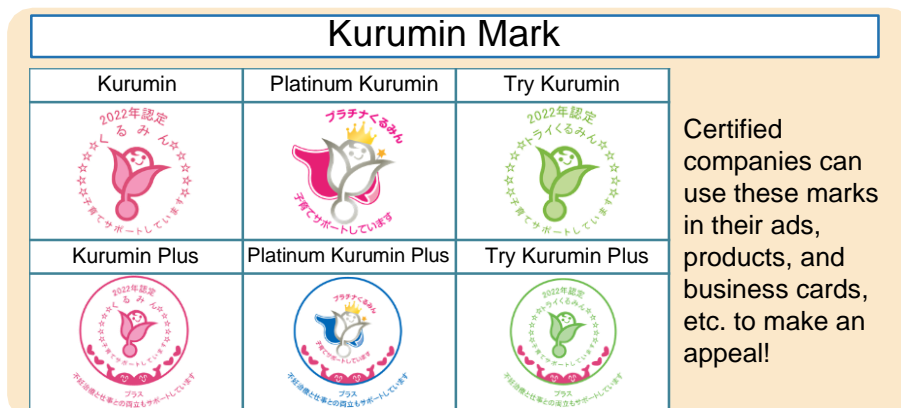 Kurumin Mark
Kurumin
Platinum Kurumin
Try Kurumin
2022年認定
くるみん
☆☆☆☆☆子育てサポートしています☆☆☆☆☆
プラチナくるみん
子育てサポートしています
2022年認定
トライくるみん
☆☆☆☆☆子育てサポートしています☆☆☆☆☆
Certified
companies can
use these marks
in their ads,
products, and
business cards,
etc. to make an
appeal!
Kurumin Plus
Platinum Kurumin Plus
Try Kurumin Plus
2022年認定
くるみん
子育てサポートしています
プラス
不妊治療と仕事との両立もサポートしています
プラチナくるみん
子育てサポートしています
プラス
不妊治療と仕事との両立もサポートしています
2022年認定
トライくるみん
子育てサポートしています
プラス
不妊治療と仕事との両立もサポートしています